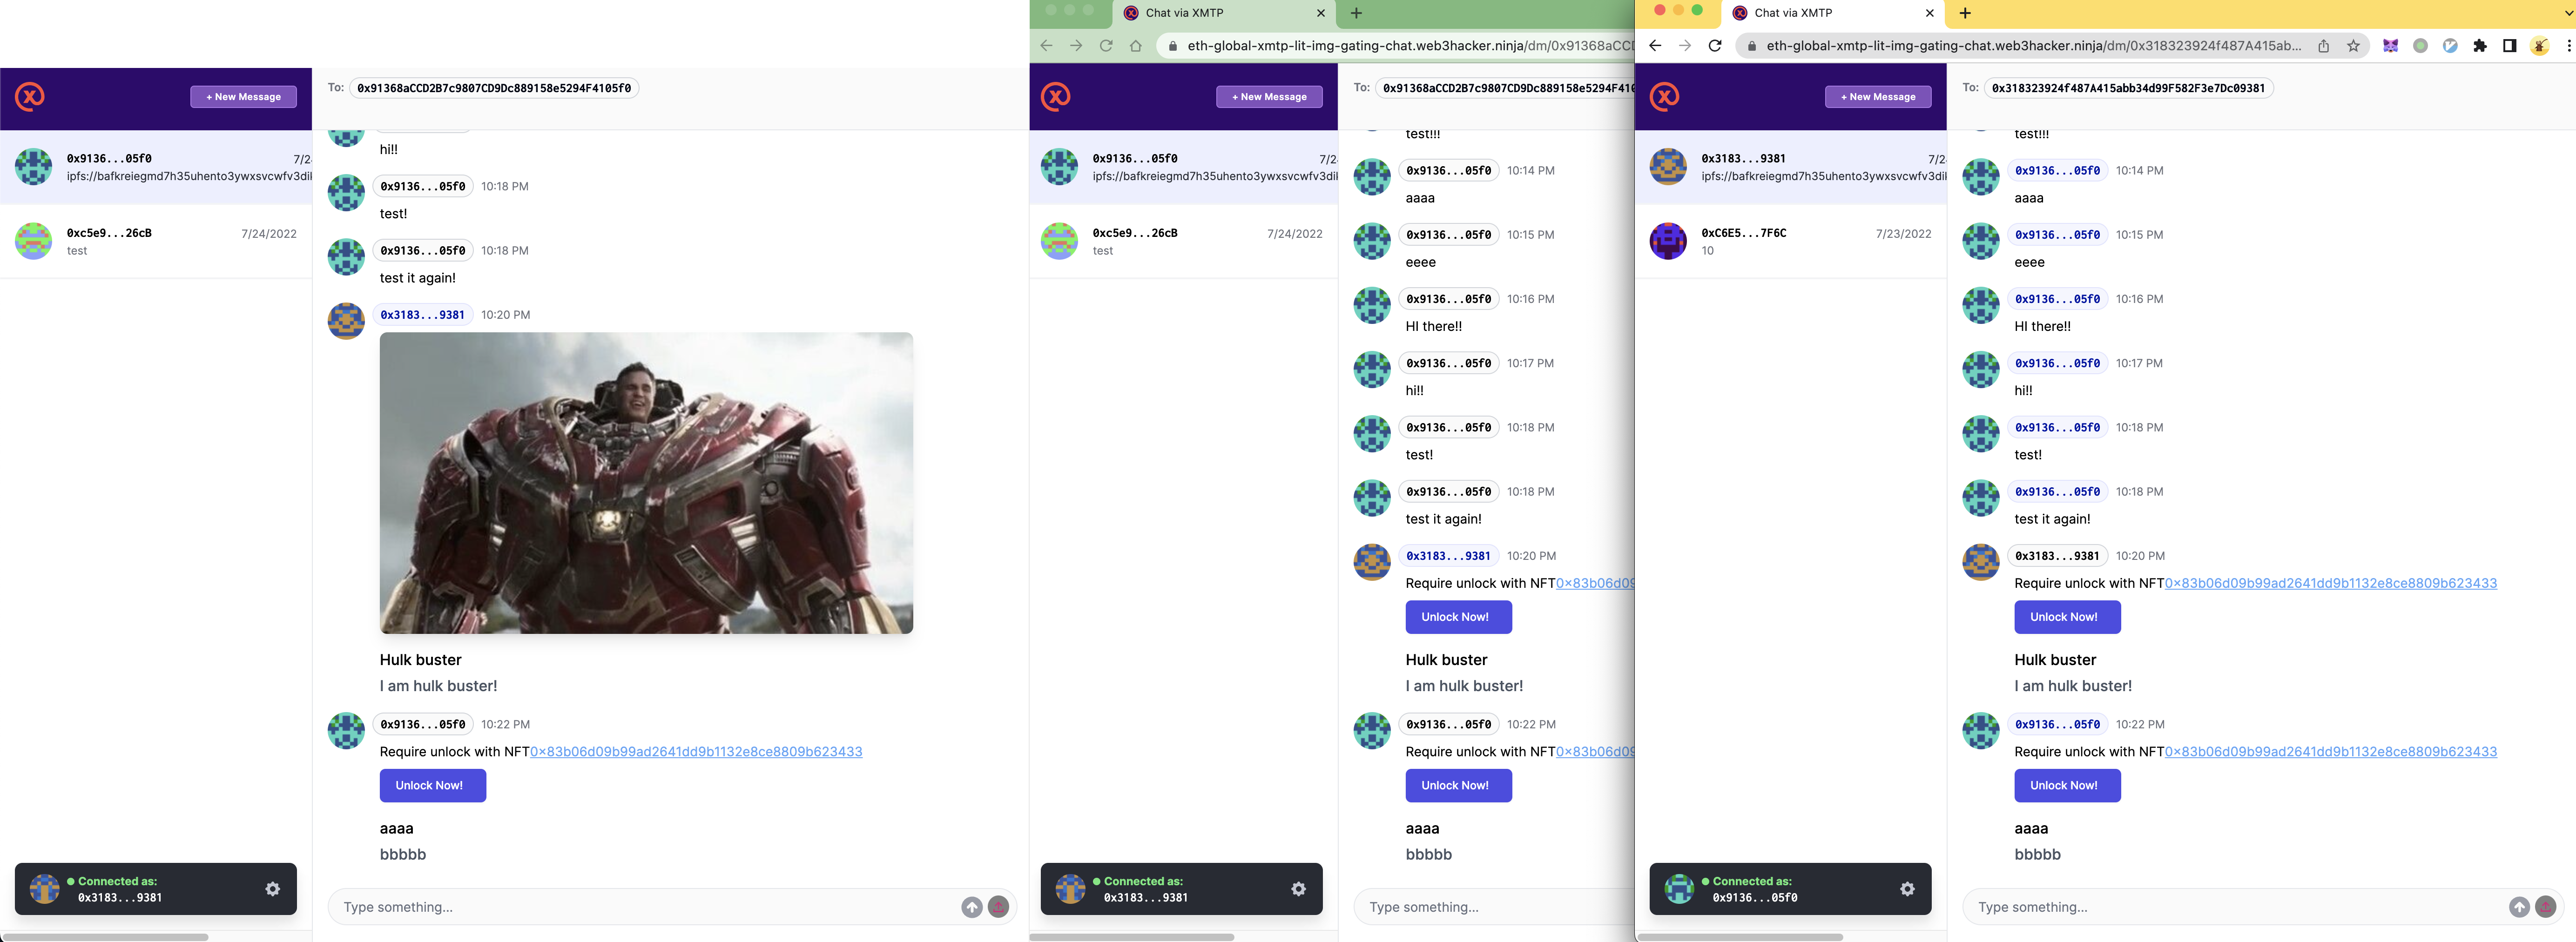 + New Message
0x9136...05f0
7/2
ipfs://bafkreiegmd7h35uhento3ywxsvcwfv3dil
0xc5e9...26cB
7/24/2022
test
Connected as:
0x3183...9381
To:
0x91368aCCD2B7c9807CD9Dc889158e5294F4105f0
hi!!
0x9136...05f0
10:18 PM
test!
0x9136...05f0
10:18 PM
test it again!
0x3183...9381
10:20 PM
Hulk buster
I am hulk buster!
0x9136...05f0
10:22 PM
Require unlock with NFT0×83b06d09b99ad2641dd9b1132e8ce8809b623433
Unlock Now!
aaaa
bbbbb
Type something...
Chat via XMTP
eth-global-xmtp-lit-img-gating-chat.web3hacker.ninja/dm/0x91368aCCD
+ New Message
0x9136...05f0
7/2
ipfs://bafkreiegmd7h35uhento3ywxsvcwfv3dil
0xc5e9...26cB
7/24/2022
test
Connected as:
0x3183...9381
To:
0x91368aCCD2B7c9807CD9Dc889158e5294F410
test!!!
0x9136...05f0
10:14 PM
aaaa
0x9136...05f0
10:15 PM
eeee
0x9136...05f0
10:16 PM
HI there!!
0x9136...05f0
10:17 PM
hi!!
0x9136...05f0
10:18 PM
test!
0x9136...05f0
10:18 PM
test it again!
0x3183...9381
10:20 PM
Require unlock with NFT0×83b06d09
Unlock Now!
Hulk buster
I am hulk buster!
0x9136...05f0
10:22 PM
Require unlock with NFT0×83b06d09
Unlock Now!
aaaa
bbbbb
Type something...
Chat via XMTP
eth-global-xmtp-lit-img-gating-chat.web3hacker.ninja/dm/0x318323924f487A415ab...
+ New Message
0x3183...9381
7/2
ipfs://bafkreiegmd7h35uhento3ywxsvcwfv3dil
0xC6E5...7F6C
7/23/2022
10
Connected as:
0x9136...05f0
To:
0x318323924f487A415abb34d99F582F3e7Dc09381
test!!!
0x9136...05f0
10:14 PM
aaaa
0x9136...05f0
10:15 PM
eeee
0x9136...05f0
10:16 PM
HI there!!
0x9136...05f0
10:17 PM
hi!!
0x9136...05f0
10:18 PM
test!
0x9136...05f0
10:18 PM
test it again!
0x3183...9381
10:20 PM
Require unlock with NFT0×83b06d09b99ad2641dd9b1132e8ce8809b623433
Unlock Now!
Hulk buster
I am hulk buster!
0x9136...05f0
10:22 PM
Require unlock with NFT0×83b06d09b99ad2641dd9b1132e8ce8809b623433
Unlock Now!
aaaa
bbbbb
Type something...